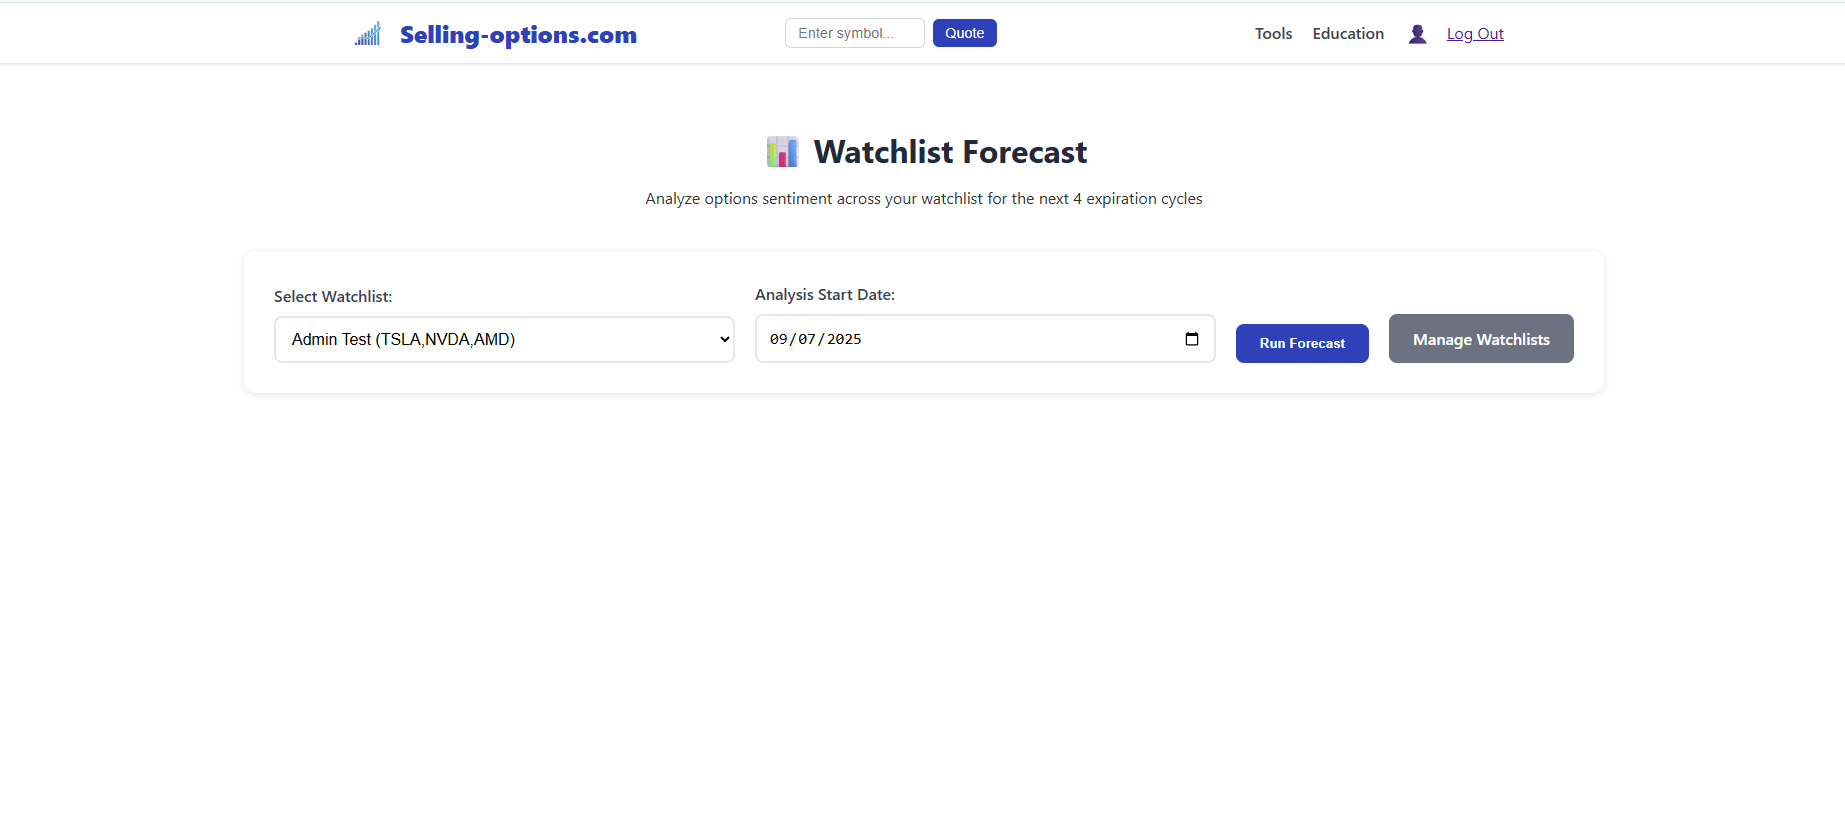 Selling-options.com
Enter symbol...
Quote
Tools
Education
Log Out
Watchlist Forecast
Analyze options sentiment across your watchlist for the next 4 expiration cycles
Select Watchlist:
Admin Test (TSLA,NVDA,AMD)
Analysis Start Date:
09/07/2025
Run Forecast
Manage Watchlists